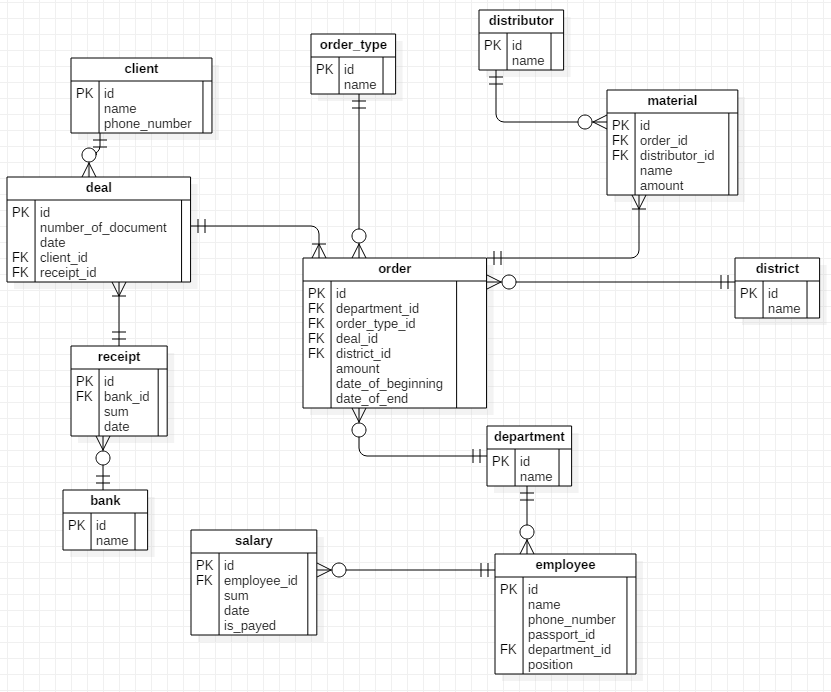 distributor
PK id
name
order_type
PK id
name
client
PK id
name
phone_number
material
PK id
FK order_id
FK distributor_id
name
amount
deal
PK id
number_of_document
date
FK client_id
FK receipt_id
order
PK id
FK department_id
FK order_type_id
FK deal_id
FK district_id
amount
date_of_beginning
date_of_end
district
PK id
name
receipt
PK id
FK bank_id
sum
date
department
PK id
name
bank
PK id
name
salary
PK id
FK employee_id
sum
date
is_payed
employee
PK id
name
phone_number
passport_id
FK department_id
position